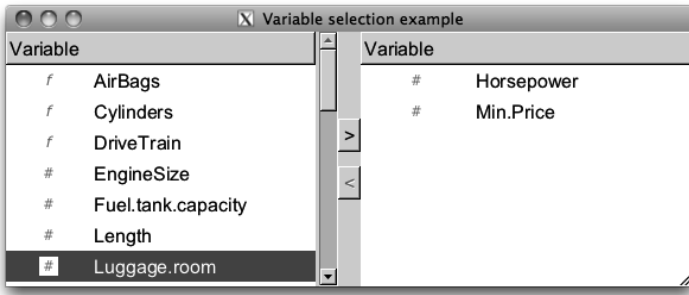 Variable selection example
Variable
f AirBags
f Cylinders
f DriveTrain
# EngineSize
# Fuel.tank.capacity
# Length
# Luggage.room
>
<
Variable
# Horsepower
# Min.Price